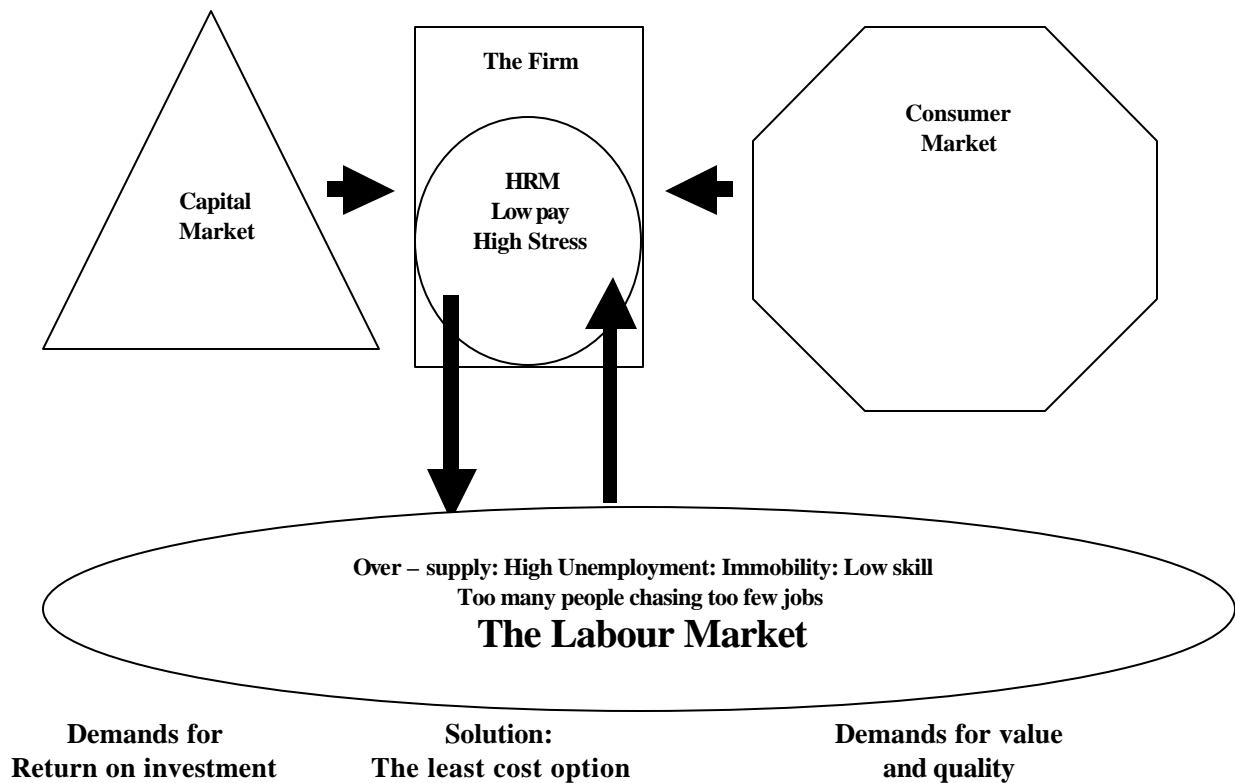 The Firm
Capital
Market
HRM
Low pay
High Stress
Consumer
Market
Over – supply: High Unemployment: Immobility: Low skill
Too many people chasing too few jobs
The Labour Market
Demands for
Return on investment
Solution:
The least cost option
Demands for value
and quality